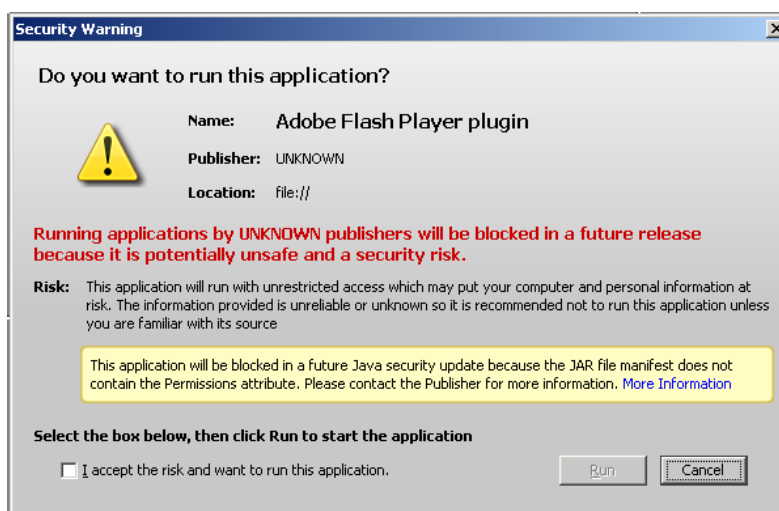 Security Warning
Do you want to run this application?
Name: Adobe Flash Player plugin
Publisher: UNKNOWN
Location: file://
Running applications by UNKNOWN publishers will be blocked in a future release
because it is potentially unsafe and a security risk.
Risk: This application will run with unrestricted access which may put your computer and personal information at
risk. The information provided is unreliable or unknown so it is recommended not to run this application unless
you are familiar with its source
This application will be blocked in a future Java security update because the JAR file manifest does not
contain the Permissions attribute. Please contact the Publisher for more information. More Information
Select the box below, then click Run to start the application
I accept the risk and want to run this application.
Run Cancel